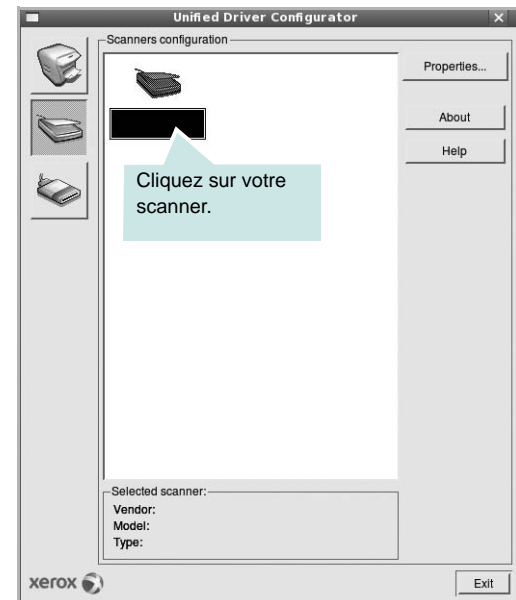 Unified Driver Configurator
Scanners configuration
Properties...
About
Help
Cliquez sur votre
scanner.
Selected scanner:
Vendor:
Model:
Type:
xerox
Exit